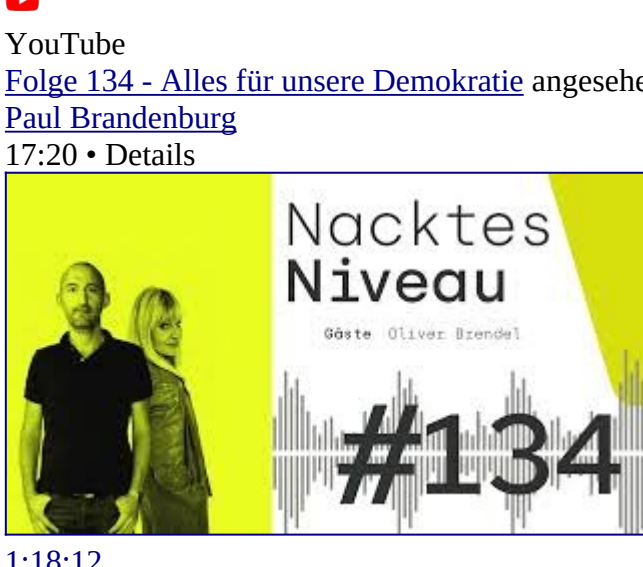 YouTube
Folge 134 - Alles für unsere Demokratie angesehe
Paul Brandenburg
17:20 • Details
Nacktes
Niveau
Gäste Oliver Brendel
#134
1:18:12